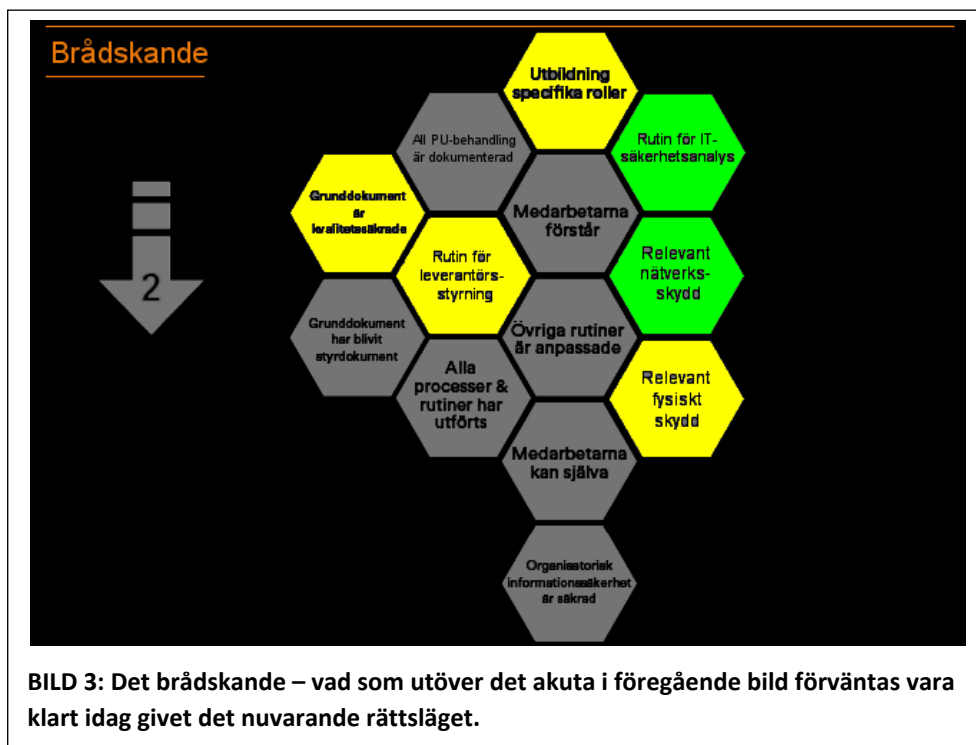 Brådskande
Utbildning
specifika roller
All PU-behandling
är dokumenterad
Rutin för IT-
säkerhetsanalys
Grunddokument
är
kvalitetssäkrade
Medarbetarna
förstår
Rutin för
leverantörs-
styrning
Relevant
nätverks-
skydd
2
Grunddokument
har blivit
styrdokument
Övriga rutiner
är anpassade
Alla
processer &
rutiner har
utförts
Relevant
fysiskt
skydd
Medarbetarna
kan själva
Organisatorisk
informationssäkerhet
är säkrad
BILD 3: Det brådskande – vad som utöver det akuta i föregående bild förväntas vara
klart idag givet det nuvarande rättsläget.